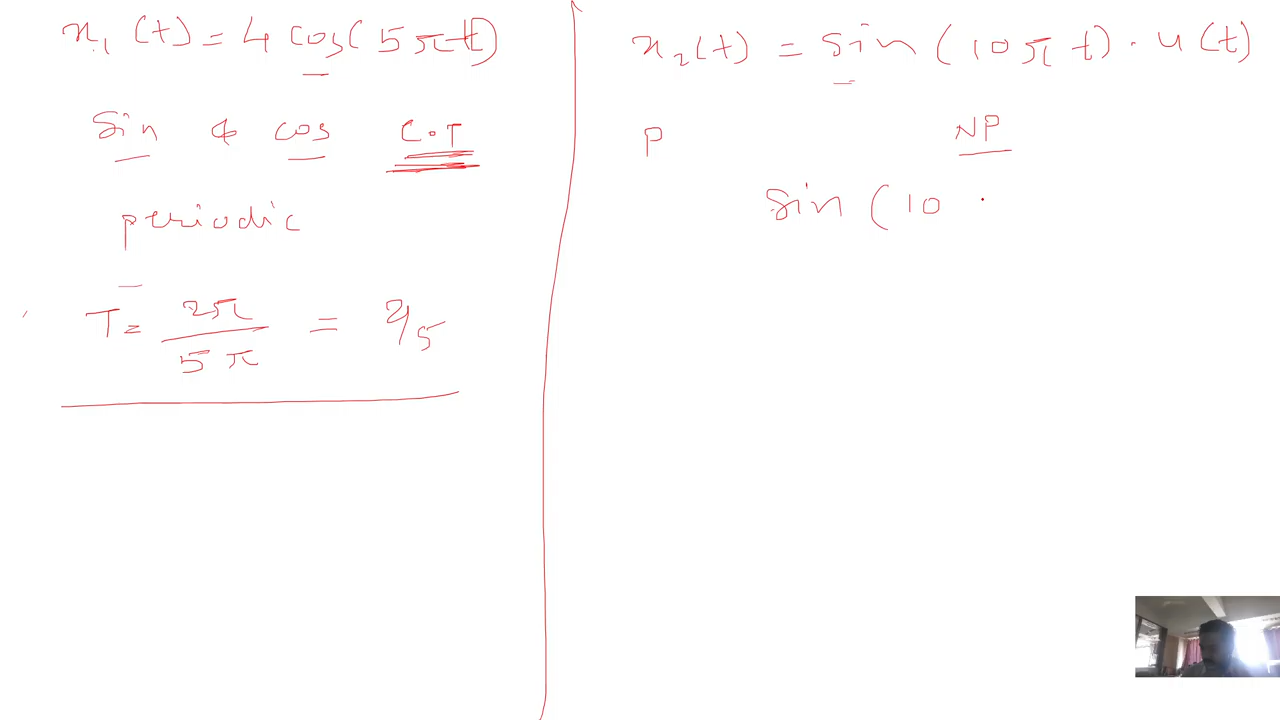 x₁(t) = 4 cos(5πt)
Sin & cos C.T
periodic
T = 2π/5π = 2/5
x₂(t) = sin(10πt) · u(t)
P NP
Sin (10